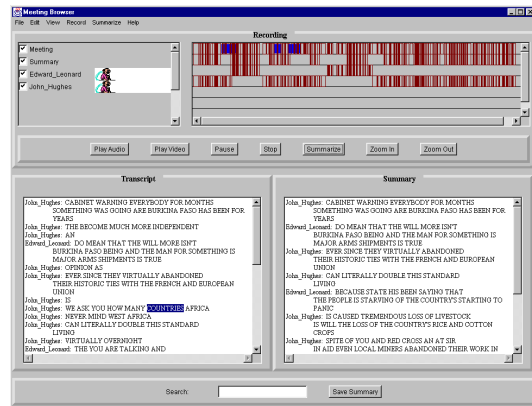 Meeting Browser
File Edit View Record Summarize Help
Recording
Meeting
Summary
Edward_Leonard
John_Hughes
Play Audio Play Video Pause Stop Summarize Zoom In Zoom Out
Transcript
John_Hughes: CABINET WARNING EVERYBODY FOR MONTHS
SOMETHING WAS GOING ARE BURKINA FASO HAS BEEN FOR
YEARS
John_Hughes: THE BECOME MUCH MORE INDEPENDENT
John_Hughes: AN
Edward_Leonard: DO MEAN THAT THE WILL MORE ISN'T
BURKINA FASO BEING AND THE MAN FOR SOMETHING IS
MAJOR ARMS SHIPMENTS IS TRUE
John_Hughes: OPINION AS
John_Hughes: EVER SINCE THEY VIRTUALLY ABANDONED
THEIR HISTORIC TIES WITH THE FRENCH AND EUROPEAN
UNION
John_Hughes: IS
John_Hughes: WE ASK YOU HOW MANY COUNTRIES AFRICA
John_Hughes: NEVER MIND WEST AFRICA
John_Hughes: CAN LITERALLY DOUBLE THIS STANDARD
LIVING
John_Hughes: VIRTUALLY OVERNIGHT
Edward_Leonard: THE YOU ARE TALKING AND
Summary
John_Hughes: CABINET WARNING EVERYBODY FOR MONTHS
SOMETHING WAS GOING ARE BURKINA FASO HAS BEEN FOR
YEARS
Edward_Leonard: DO MEAN THAT THE WILL MORE ISN'T
BURKINA FASO BEING AND THE MAN FOR SOMETHING IS
MAJOR ARMS SHIPMENTS IS TRUE
John_Hughes: EVER SINCE THEY VIRTUALLY ABANDONED
THEIR HISTORIC TIES WITH THE FRENCH AND EUROPEAN
UNION
John_Hughes: CAN LITERALLY DOUBLE THIS STANDARD
LIVING
Edward_Leonard: BECAUSE STATE HIS BEEN SAYING THAT
THE PEOPLE IS STARVING OF THE COUNTRY'S STARTING TO
PANIC
John_Hughes: IS CAUSED TREMENDOUS LOSS OF LIVESTOCK
IS WILL THE LOSS OF THE COUNTRY'S RICE AND COTTON
CROPS
John_Hughes: SPITE OF YOU AND RED CROSS AN AT SIR
IN AID EVEN LOCAL MINERS ABANDONED THEIR WORK IN
Search: Save Summary